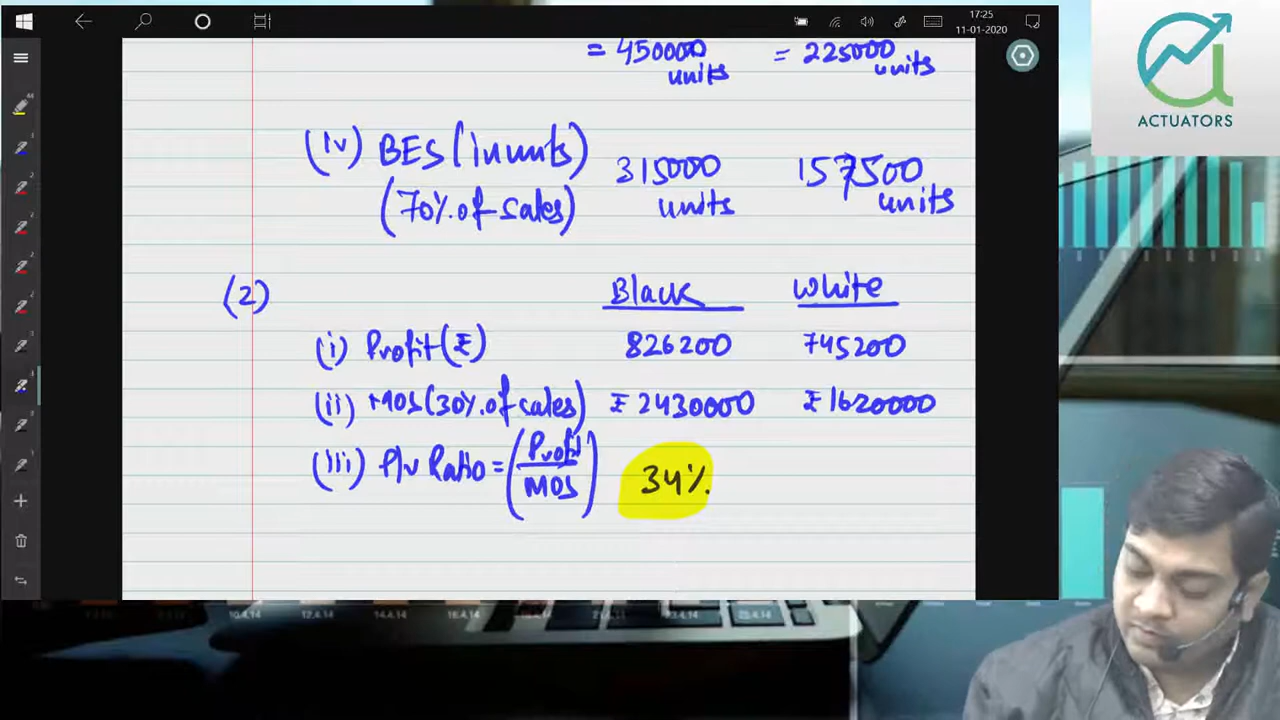 17:25
11-01-2020
ACTUATORS
= 450000 units = 225000 units
(iv) BES (in units) 315000 units 157500 units
(70% of sales)
(2) Black White
(i) Profit (₹) 826200 745200
(ii) MOS (30% of sales) ₹ 2430000 ₹ 1620000
(iii) P/V Ratio = (Profit / MOS) 34%